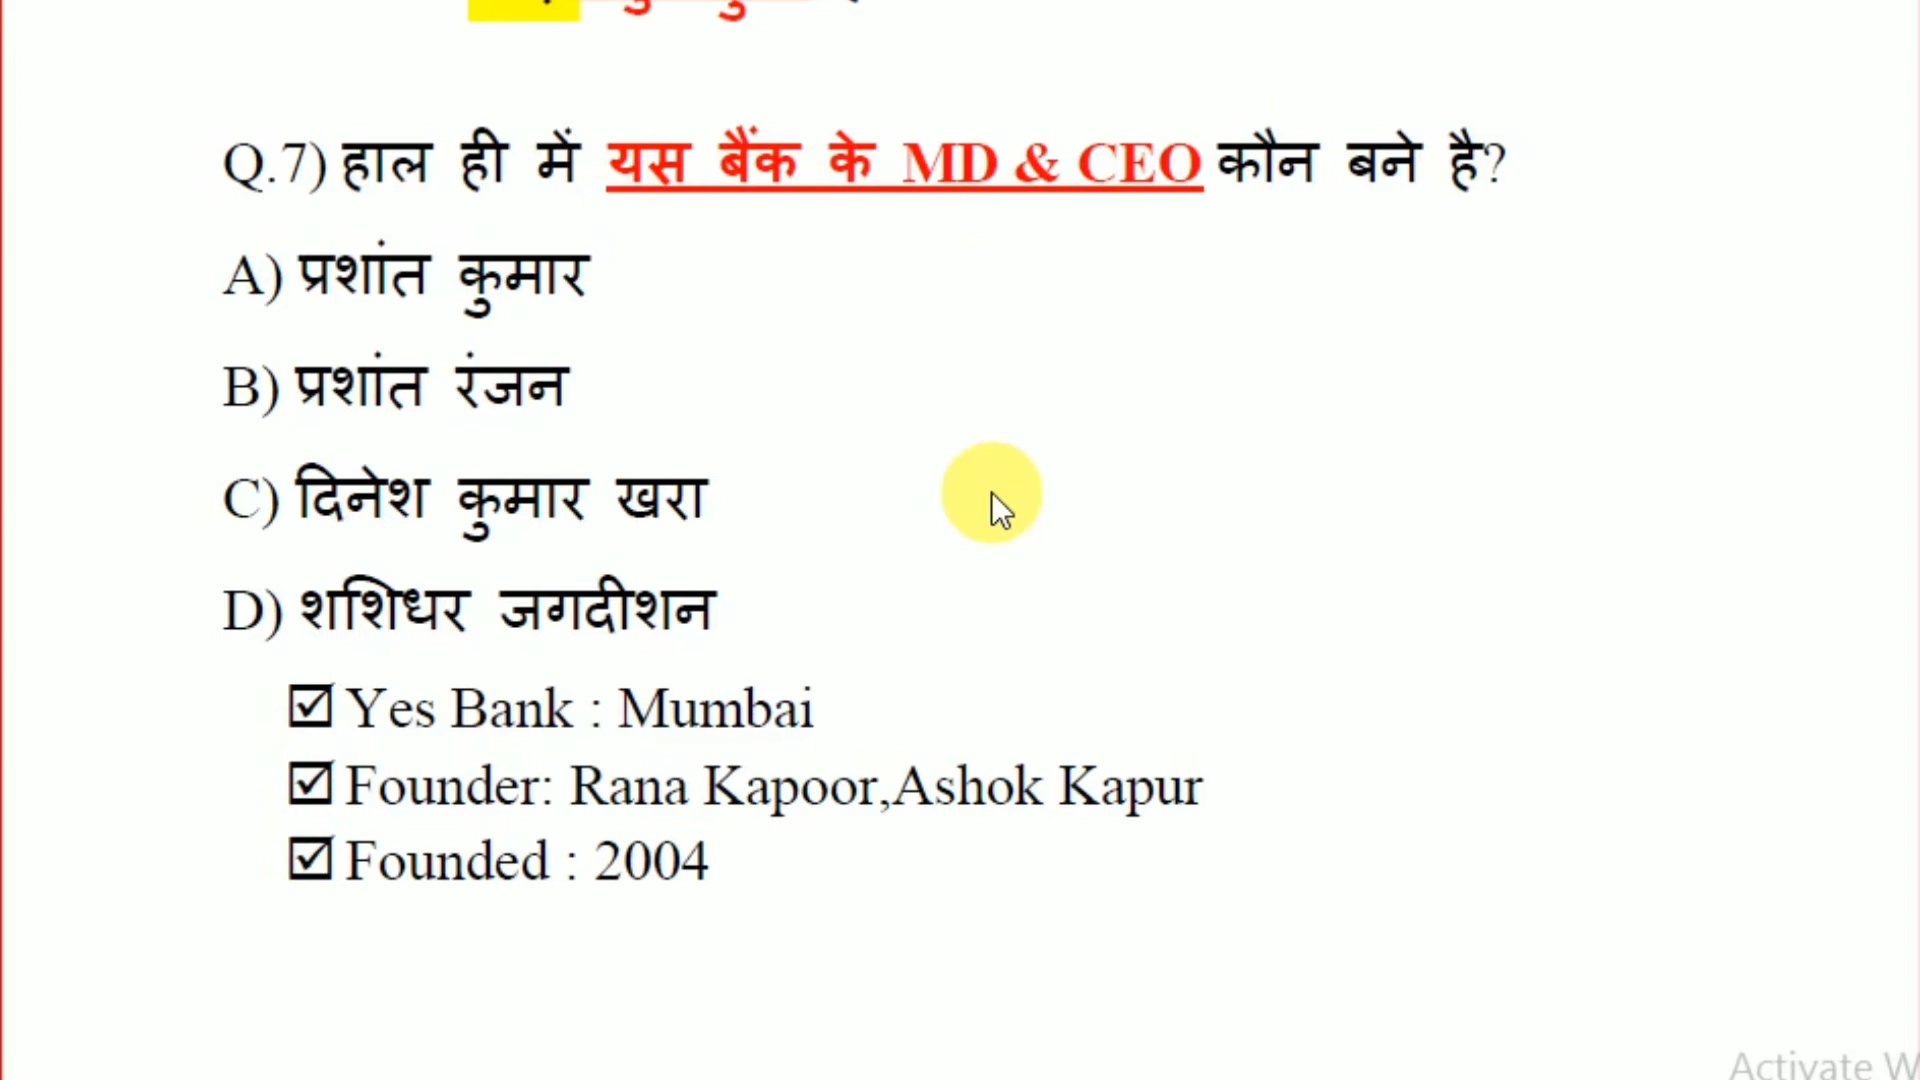 Q.7) हाल ही में यस बैंक के MD & CEO कौन बने है?
A) प्रशांत कुमार
B) प्रशांत रंजन
C) दिनेश कुमार खरा
D) शशिधर जगदीशन
☑ Yes Bank : Mumbai
☑ Founder: Rana Kapoor,Ashok Kapur
☑ Founded : 2004
Activate W